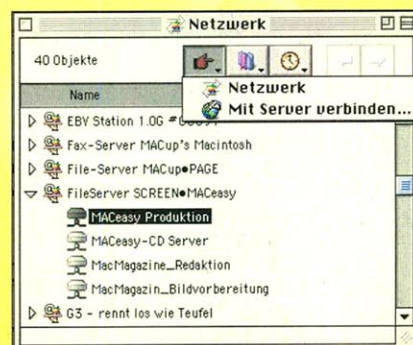 Netzwerk
40 Objekte
Netzwerk
Mit Server verbinden...
Name
EBY Station 1.0G
Fax-Server MACup's Macintosh
File-Server MACup•PAGE
FileServer SCREEN•MACeasy
MACeasy Produktion
MACeasy-CD Server
MacMagazine_Redaktion
MacMagazin_Bildvorbereitung
G3 - rennt los wie Teufel